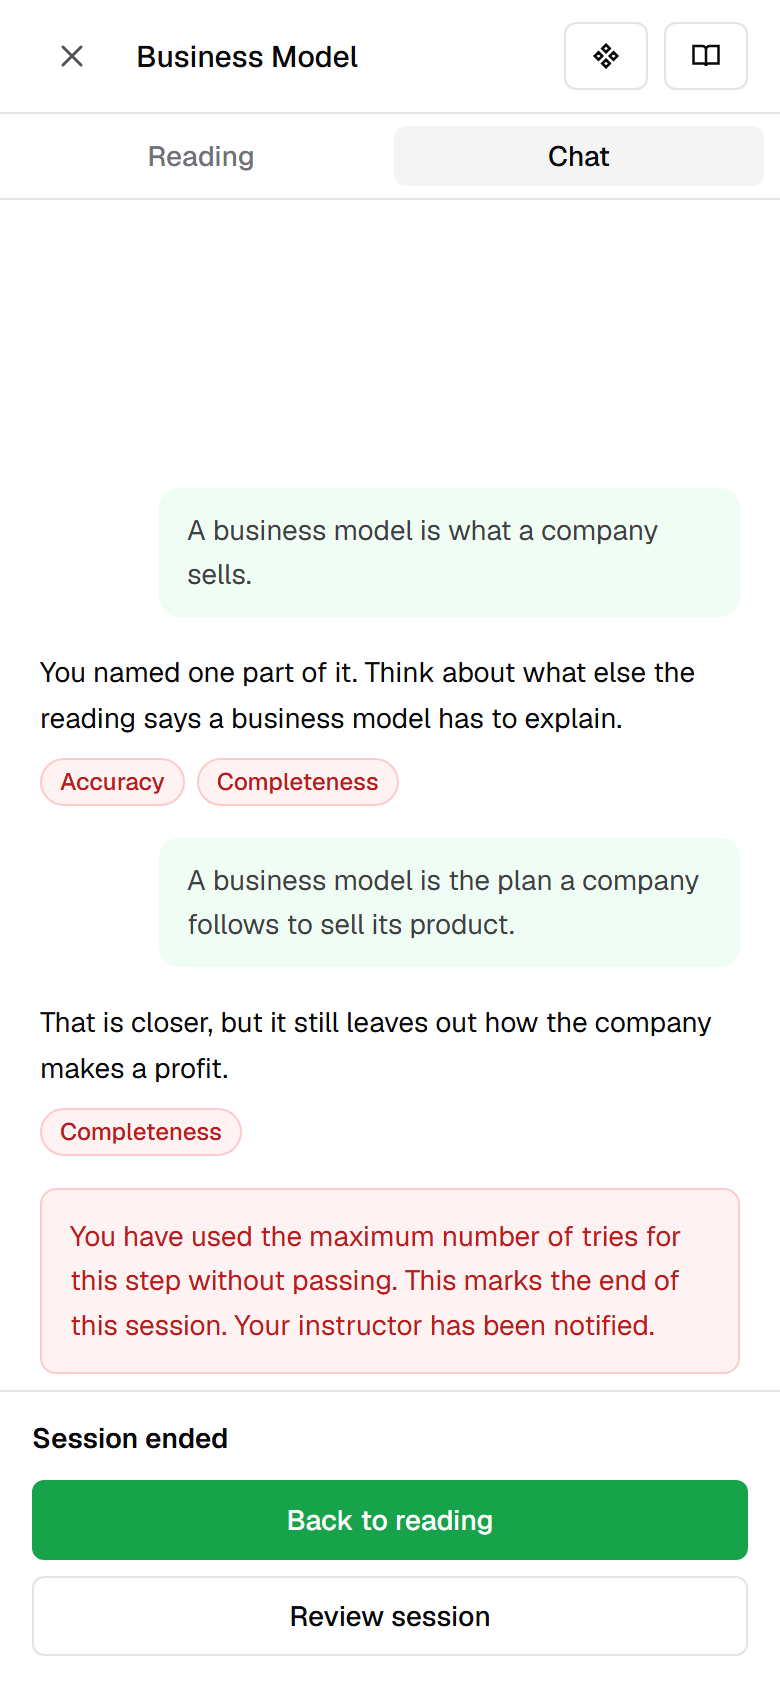 Business Model
Reading
Chat
A business model is what a company
sells.
You named one part of it. Think about what else the
reading says a business model has to explain.
Accuracy
Completeness
A business model is the plan a company
follows to sell its product.
That is closer, but it still leaves out how the company
makes a profit.
Completeness
You have used the maximum number of tries for
this step without passing. This marks the end of
this session. Your instructor has been notified.
Session ended
Back to reading
Review session